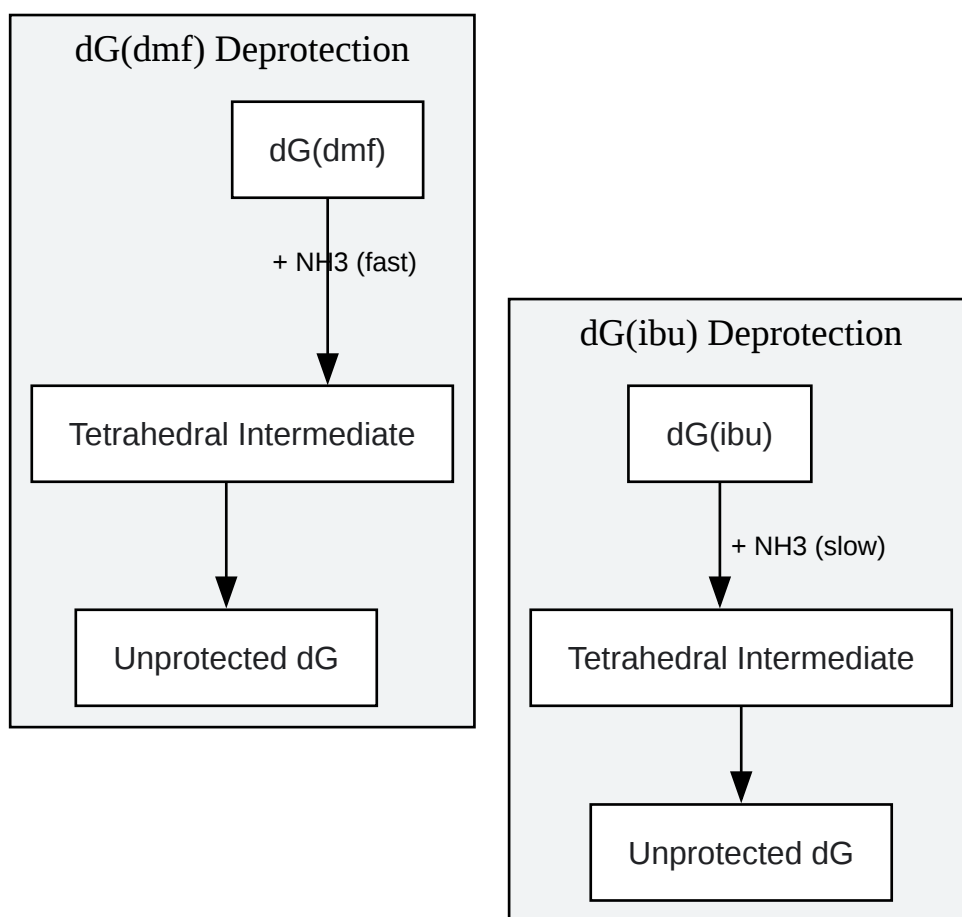 dG(dmf) Deprotection
dG(dmf)
+ NH3 (fast)
Tetrahedral Intermediate
Unprotected dG
dG(ibu) Deprotection
dG(ibu)
+ NH3 (slow)
Tetrahedral Intermediate
Unprotected dG